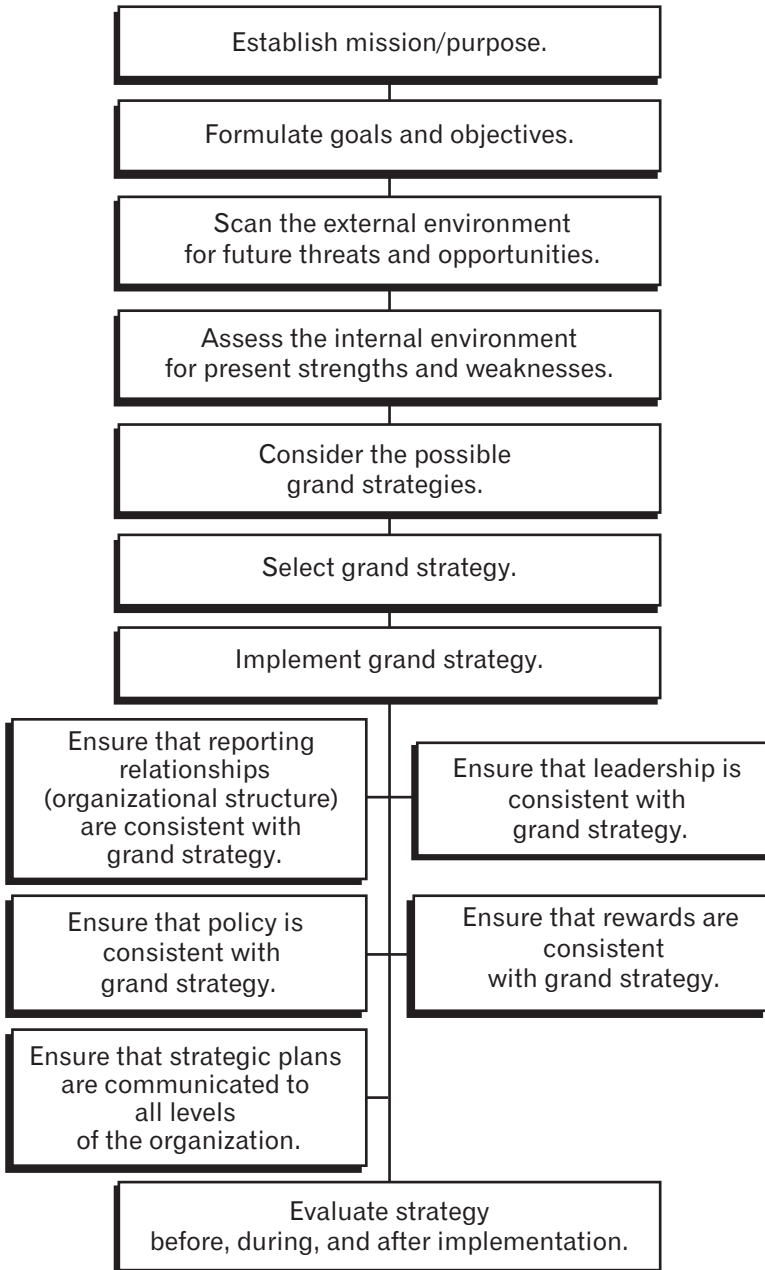 Establish mission/purpose.
Formulate goals and objectives.
Scan the external environment
for future threats and opportunities.
Assess the internal environment
for present strengths and weaknesses.
Consider the possible
grand strategies.
Select grand strategy.
Implement grand strategy.
Ensure that reporting
relationships
(organizational structure)
are consistent with
grand strategy.
Ensure that leadership is
consistent with
grand strategy.
Ensure that policy is
consistent with
grand strategy.
Ensure that rewards are
consistent
with grand strategy.
Ensure that strategic plans
are communicated to
all levels
of the organization.
Evaluate strategy
before, during, and after implementation.